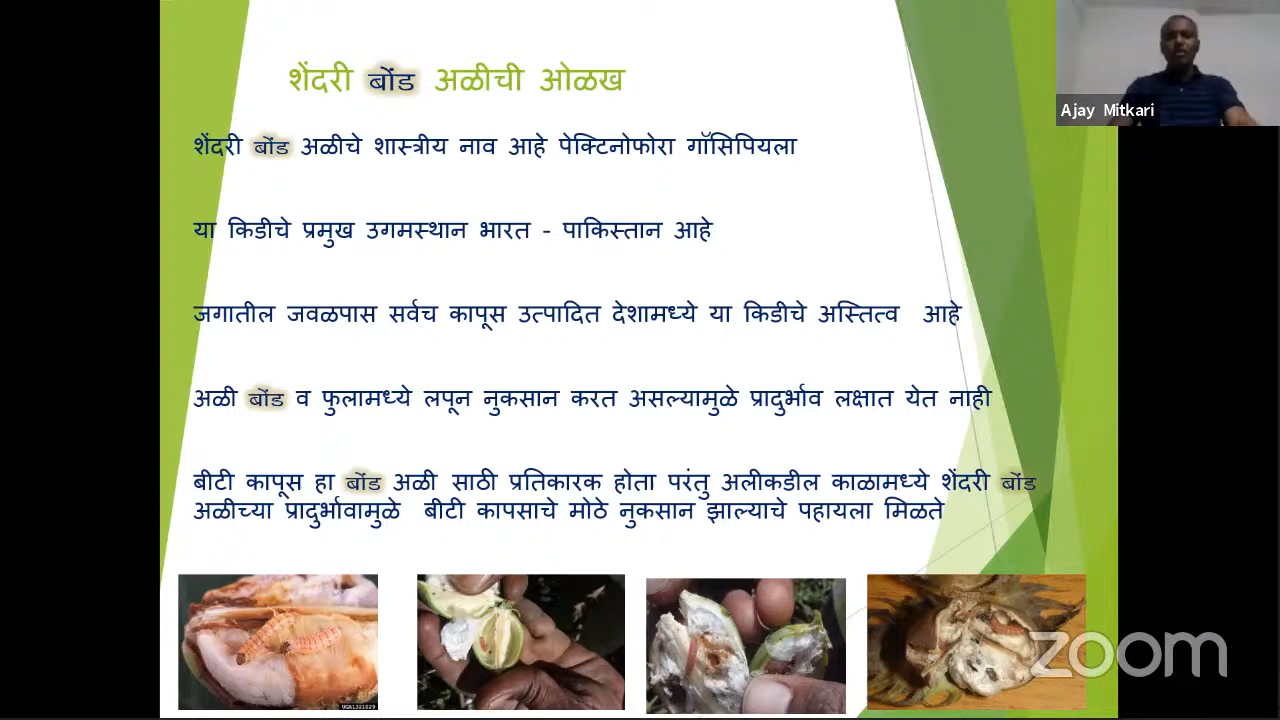 शेंदरी बोंड अळीची ओळख
Ajay Mitkari
शेंदरी बोंड अळीचे शास्त्रीय नाव आहे पेक्टिनोफोरा गॉसिपियला
या किडीचे प्रमुख उगमस्थान भारत - पाकिस्तान आहे
जगातील जवळपास सर्वच कापूस उत्पादित देशामध्ये या किडीचे अस्तित्व आहे
अळी बोंड व फुलामध्ये लपून नुकसान करत असल्यामुळे प्रादुर्भाव लक्षात येत नाही
बीटी कापूस हा बोंड अळी साठी प्रतिकारक होता परंतु अलीकडील काळामध्ये शेंदरी बोंड
अळीच्या प्रादुर्भावामुळे बीटी कापसाचे मोठे नुकसान झाल्याचे पहायला मिळते
zoom